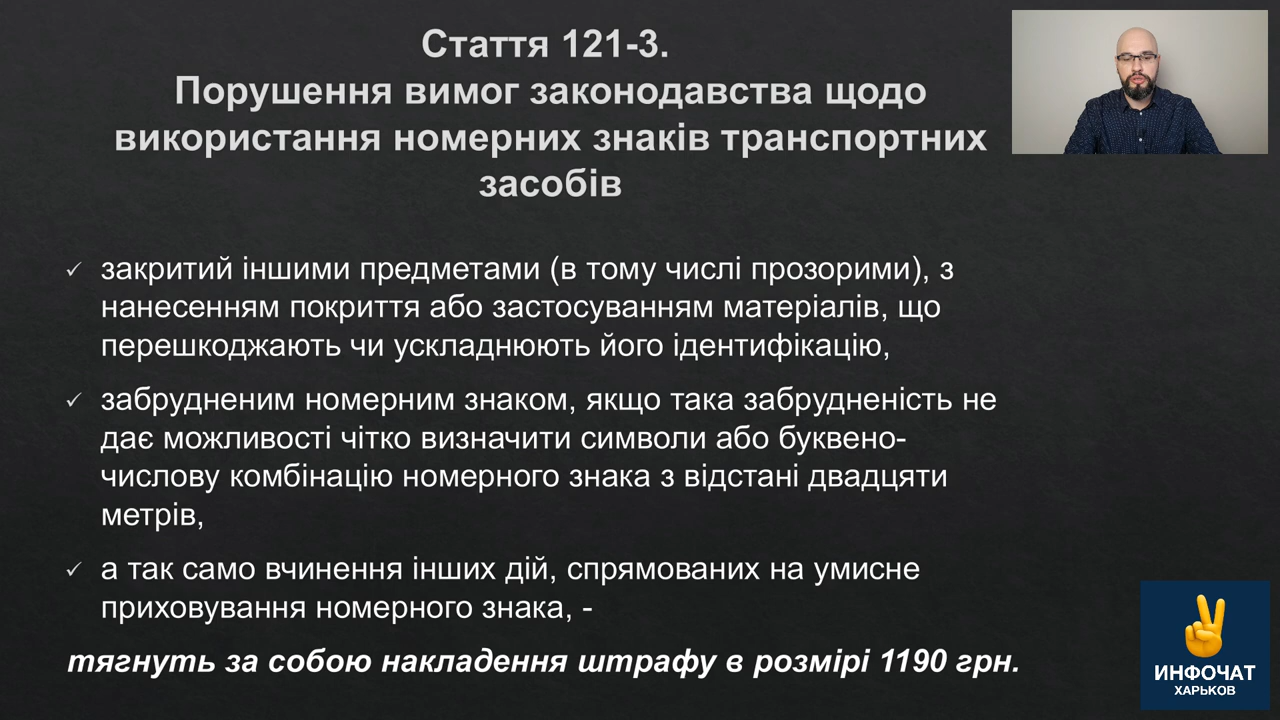 Стаття 121-3.
Порушення вимог законодавства щодо
використання номерних знаків транспортних
засобів
закритий іншими предметами (в тому числі прозорими), з
нанесенням покриття або застосуванням матеріалів, що
перешкоджають чи ускладнюють його ідентифікацію,
забрудненим номерним знаком, якщо така забрудненість не
дає можливості чітко визначити символи або буквено-
числову комбінацію номерного знака з відстані двадцяти
метрів,
а так само вчинення інших дій, спрямованих на умисне
приховування номерного знака, -
тягнуть за собою накладення штрафу в розмірі 1190 грн.
ИНФОЧАТ
ХАРЬКОВ